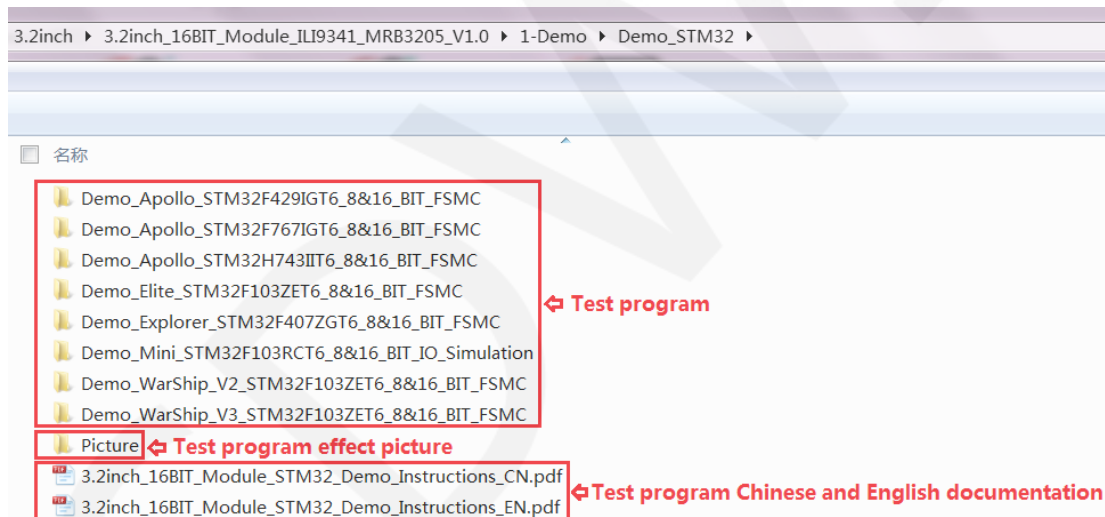 3.2inch ▸ 3.2inch_16BIT_Module_ILI9341_MRB3205_V1.0 ▸ 1-Demo ▸ Demo_STM32 ▸
名称
Demo_Apollo_STM32F429IGT6_8&16_BIT_FSMC
Demo_Apollo_STM32F767IGT6_8&16_BIT_FSMC
Demo_Apollo_STM32H743IIT6_8&16_BIT_FSMC
Demo_Elite_STM32F103ZET6_8&16_BIT_FSMC
Test program
Demo_Explorer_STM32F407ZGT6_8&16_BIT_FSMC
Demo_Mini_STM32F103RCT6_8&16_BIT_IO_Simulation
Demo_WarShip_V2_STM32F103ZET6_8&16_BIT_FSMC
Demo_WarShip_V3_STM32F103ZET6_8&16_BIT_FSMC
Picture Test program effect picture
3.2inch_16BIT_Module_STM32_Demo_Instructions_CN.pdf
Test program Chinese and English documentation
3.2inch_16BIT_Module_STM32_Demo_Instructions_EN.pdf